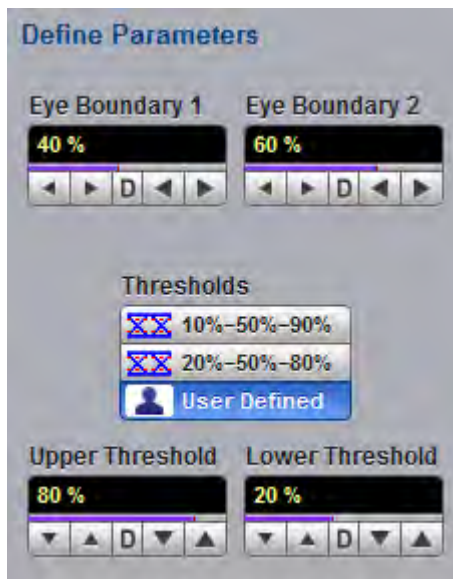 Define Parameters
Eye Boundary 1 Eye Boundary 2
40 % 60 %
D D
Thresholds
10%-50%-90%
20%-50%-80%
User Defined
Upper Threshold Lower Threshold
80 % 20 %
D D